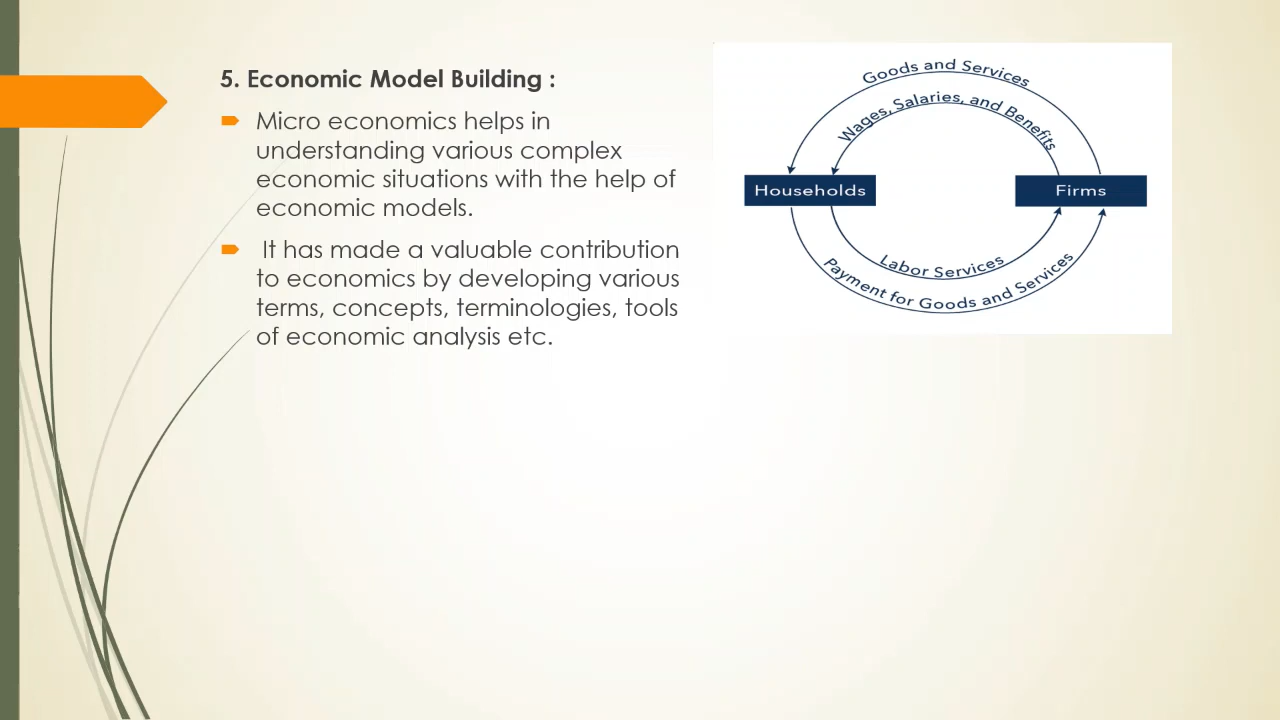 5. Economic Model Building :
Micro economics helps in
understanding various complex
economic situations with the help of
economic models.
It has made a valuable contribution
to economics by developing various
terms, concepts, terminologies, tools
of economic analysis etc.
Goods and Services
Wages, Salaries, and Benefits
Households
Firms
Labor Services
Payment for Goods and Services